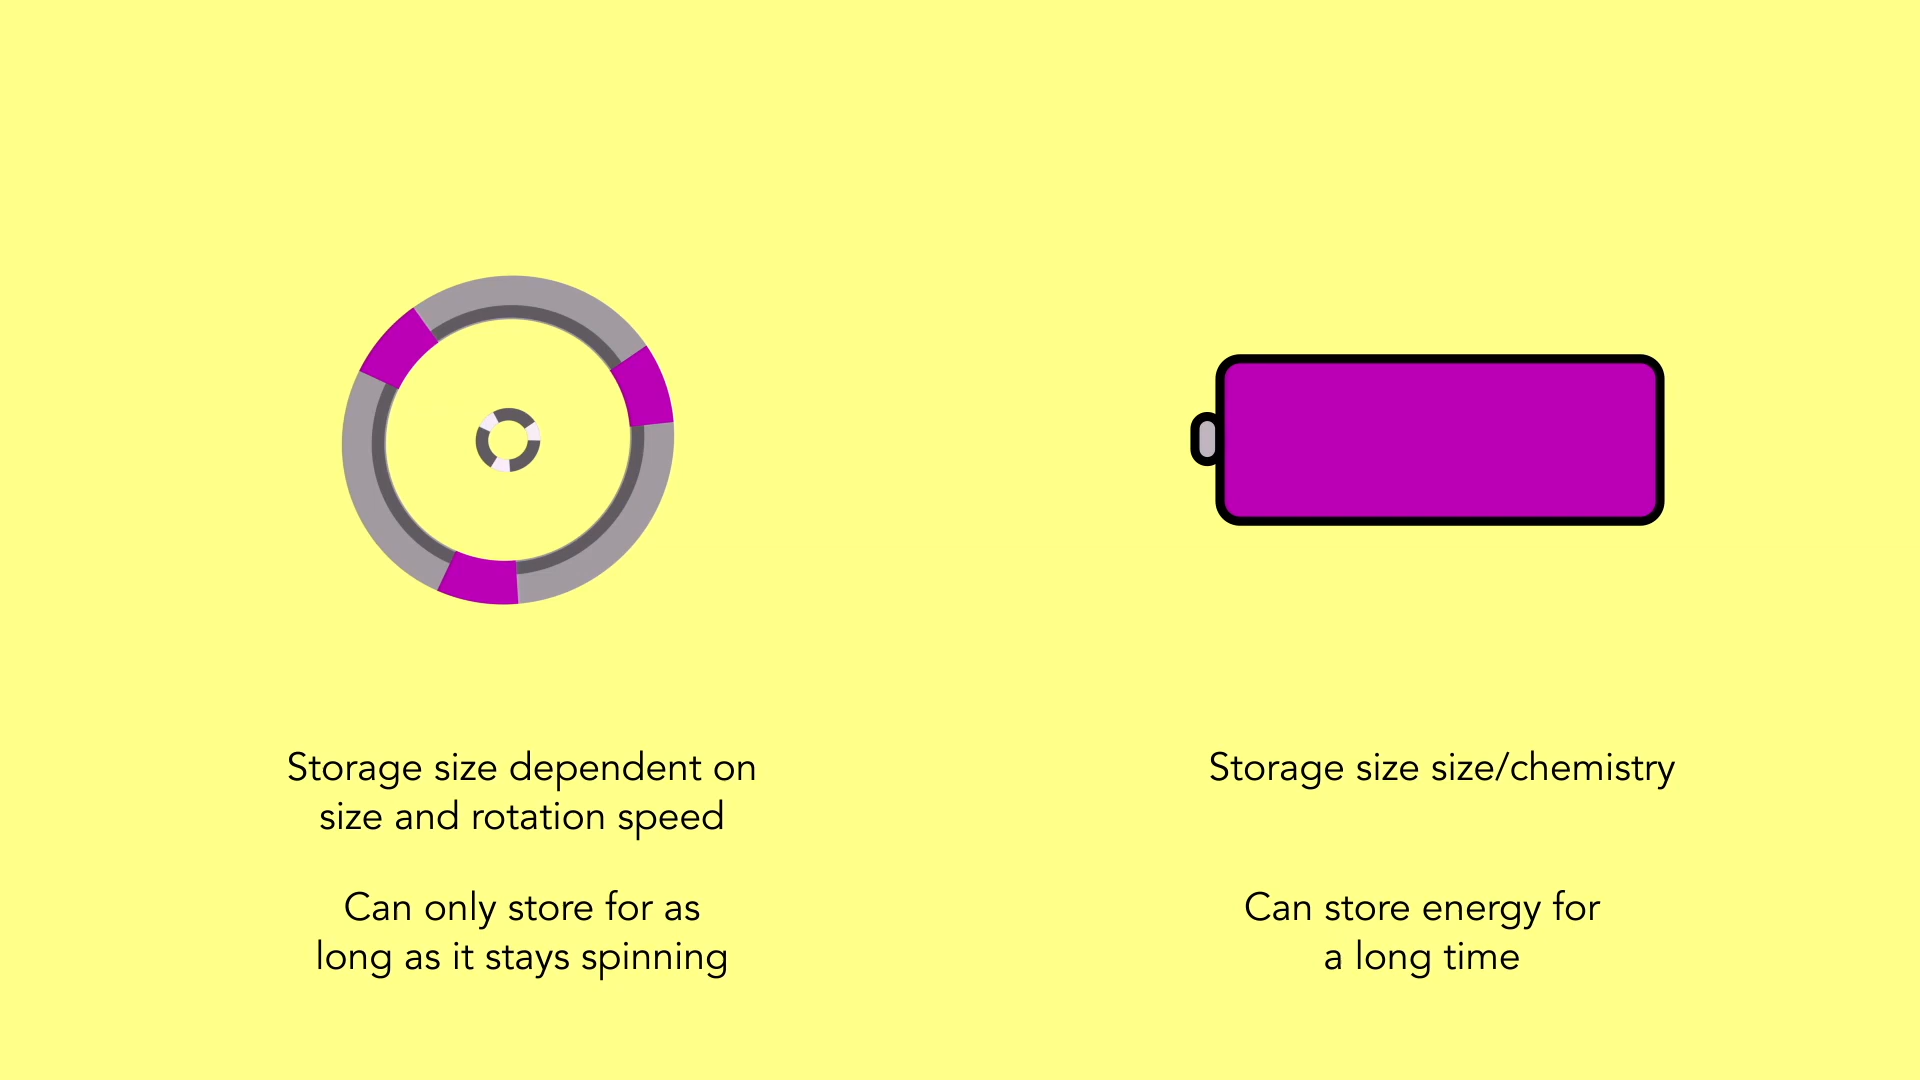 Storage size dependent on
size and rotation speed
Can only store for as
long as it stays spinning
Storage size size/chemistry
Can store energy for
a long time